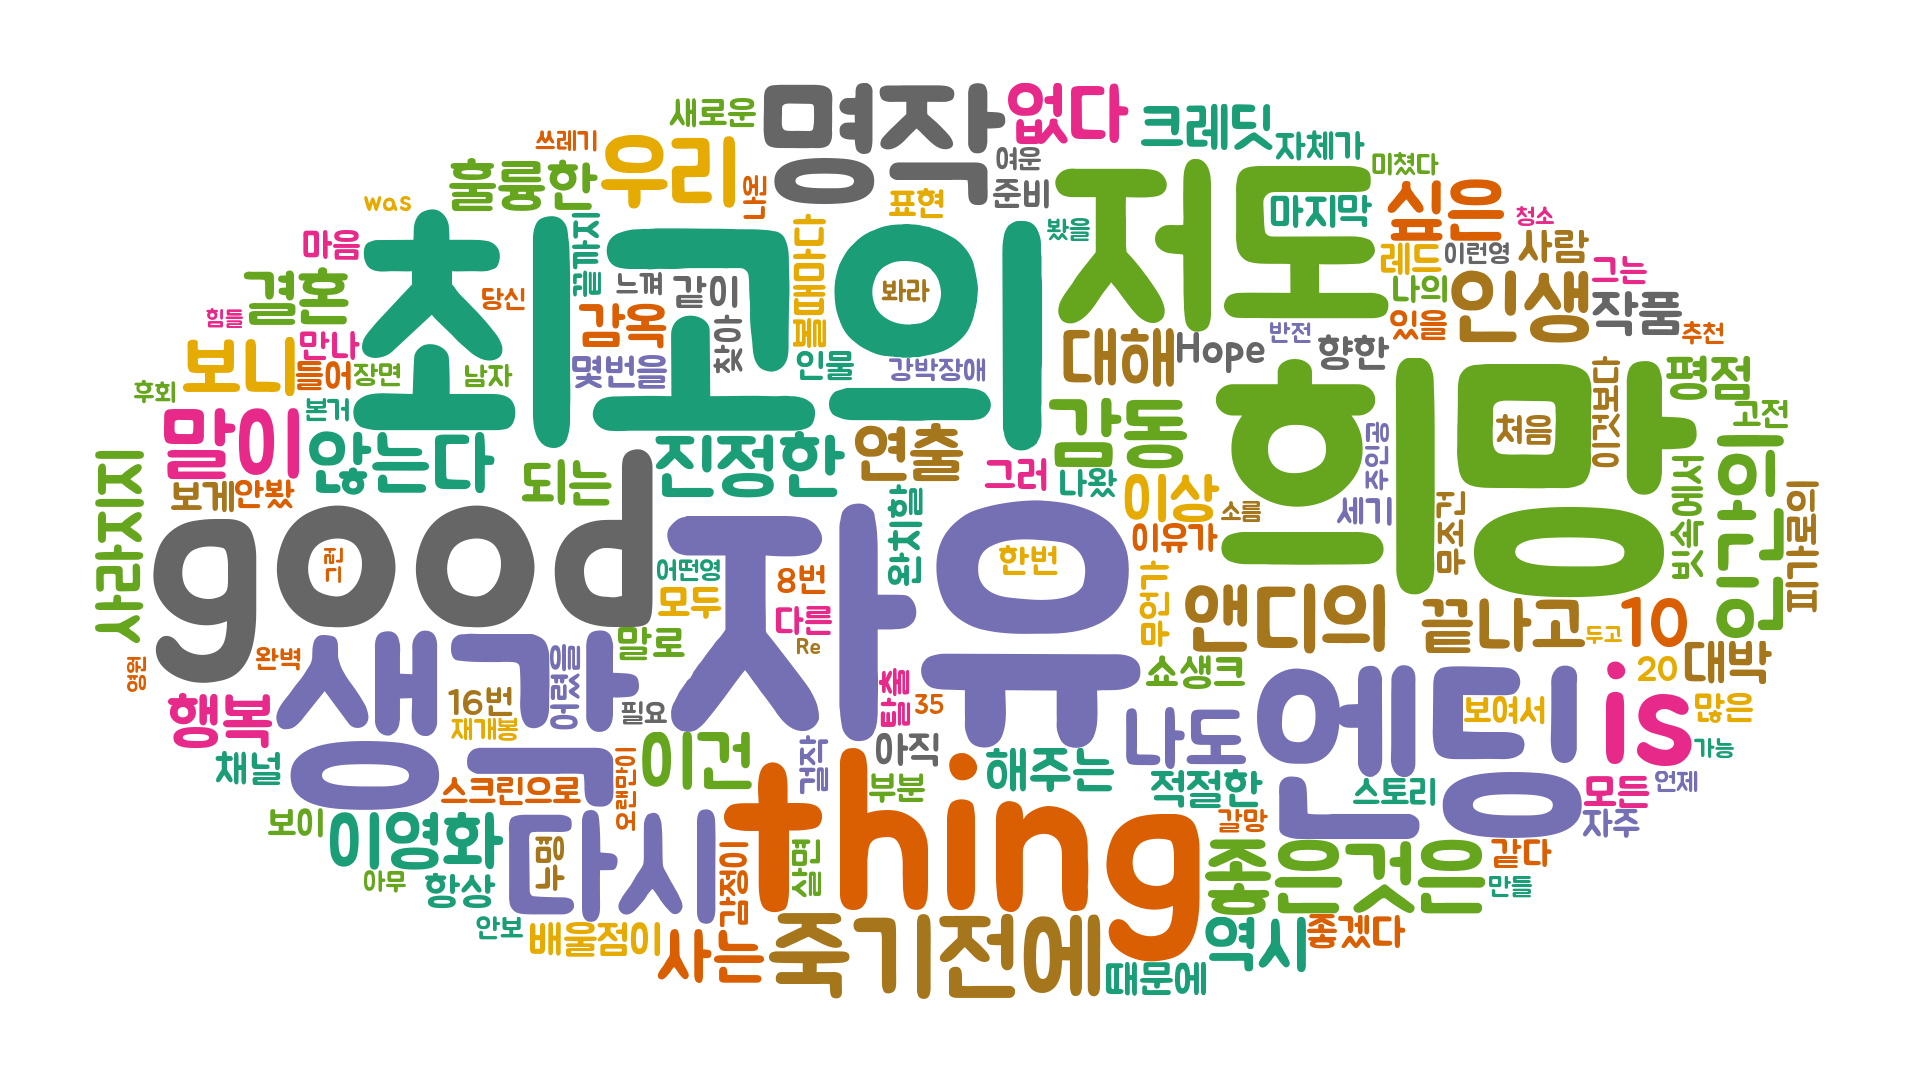 새로운
명작
없다
크레딧
쓰레기
우리
자체가
훌륭한
여운
미쳤다
was
나온
표현
준비
저도
마지막
싶은
청소
마음
최고의
끝까지
볼때마다
봤을
레드
이런영
사람
결혼
당신
느껴
같이
봐라
나의
그는
인생
작품
힘들
감옥
찾아
반전
있을
추천
보니
만나
들어
장면
남자
몇번을
인물
강박장애
대해
Hope
향한
희망
이것보다
평점
후회
본거
말이
않는다
진정한
연출
감동
주인공
처음
고전
사라지지
보게
안봤
되는
그러
나왔
이상
소름
세기
무조건
빗속에서
인간의
피가로의
good
그런
자유
완치할
이유가
한번
어떤영
8번
모두
다른
무언가
앤디의
끝나고
두고
10
말로
Re
영원
완벽
생각
어렸을
쇼생크
20
대박
행복
16번
재개봉
필요
탈출
35
나도
엔딩
보여서
is
많은
채널
이건
걸작
아직
해주는
가능
스크린으로
오랜만이
부분
적절한
스토리
모든
언제
보이
이영화
다시
나명
thing
갈망
자주
아무
항상
감정이
살면
좋은것은
같다
만들
안보
배울점이
사는
죽기전에
때문에
역시
좋겠다